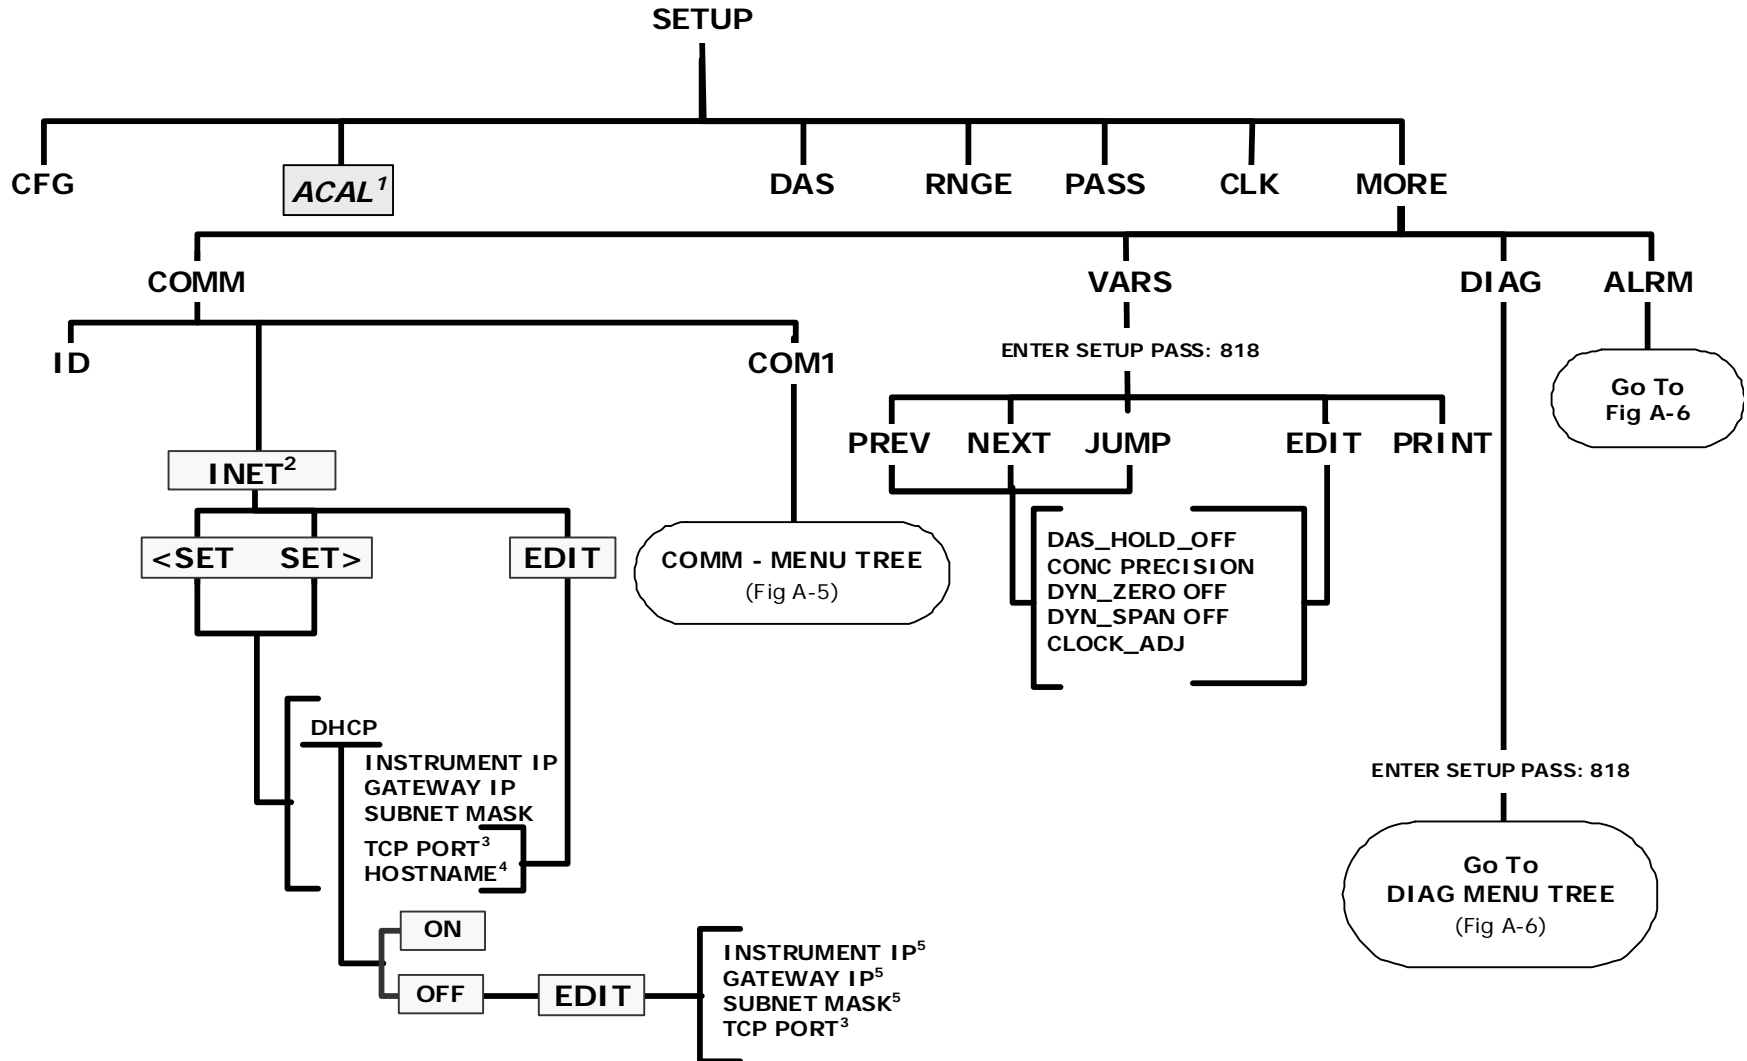 SETUP
CFG
ACAL¹
DAS
RNGE
PASS
CLK
MORE
COMM
VARS
DIAG
ALRM
ID
COM1
ENTER SETUP PASS: 818
Go To
Fig A-6
PREV
NEXT
JUMP
EDIT
PRINT
INET²
<SET
SET>
EDIT
COMM - MENU TREE
(Fig A-5)
DAS_HOLD_OFF
CONC PRECISION
DYN_ZERO OFF
DYN_SPAN OFF
CLOCK_ADJ
DHCP
INSTRUMENT IP
GATEWAY IP
SUBNET MASK
TCP PORT³
HOSTNAME⁴
ENTER SETUP PASS: 818
Go To
DIAG MENU TREE
(Fig A-6)
ON
OFF
EDIT
INSTRUMENT IP⁵
GATEWAY IP⁵
SUBNET MASK⁵
TCP PORT³